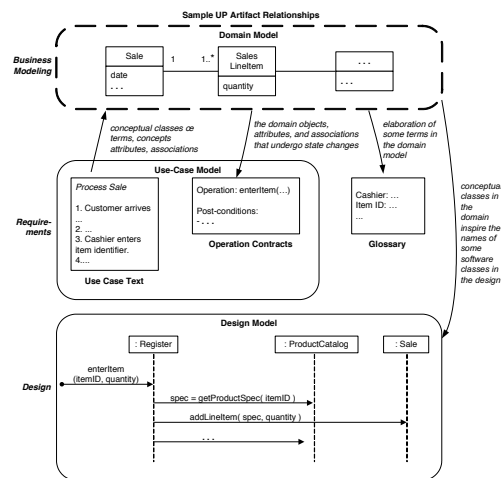 Sample UP Artifact Relationships
Domain Model
Business
Modeling
Sale
date
. . .
1
1..*
Sales
LineItem
quantity
. . .
. . .
conceptual classes œ
terms, concepts
attributes, associations
the domain objects,
attributes, and associations
that undergo state changes
elaboration of
some terms in
the domain
model
conceptual
classes in
the
domain
inspire the
names of
some
software
classes in
the design
Require-
ments
Use-Case Model
Process Sale
1. Customer arrives
...
2. ...
3. Cashier enters
item identifier.
4....
Use Case Text
Operation: enterItem(…)
Post-conditions:
- . . .
Operation Contracts
Cashier: …
Item ID: …
...
Glossary
Design Model
Design
: Register
: ProductCatalog
: Sale
enterItem
(itemID, quantity)
spec = getProductSpec( itemID )
addLineItem( spec, quantity )
. . .